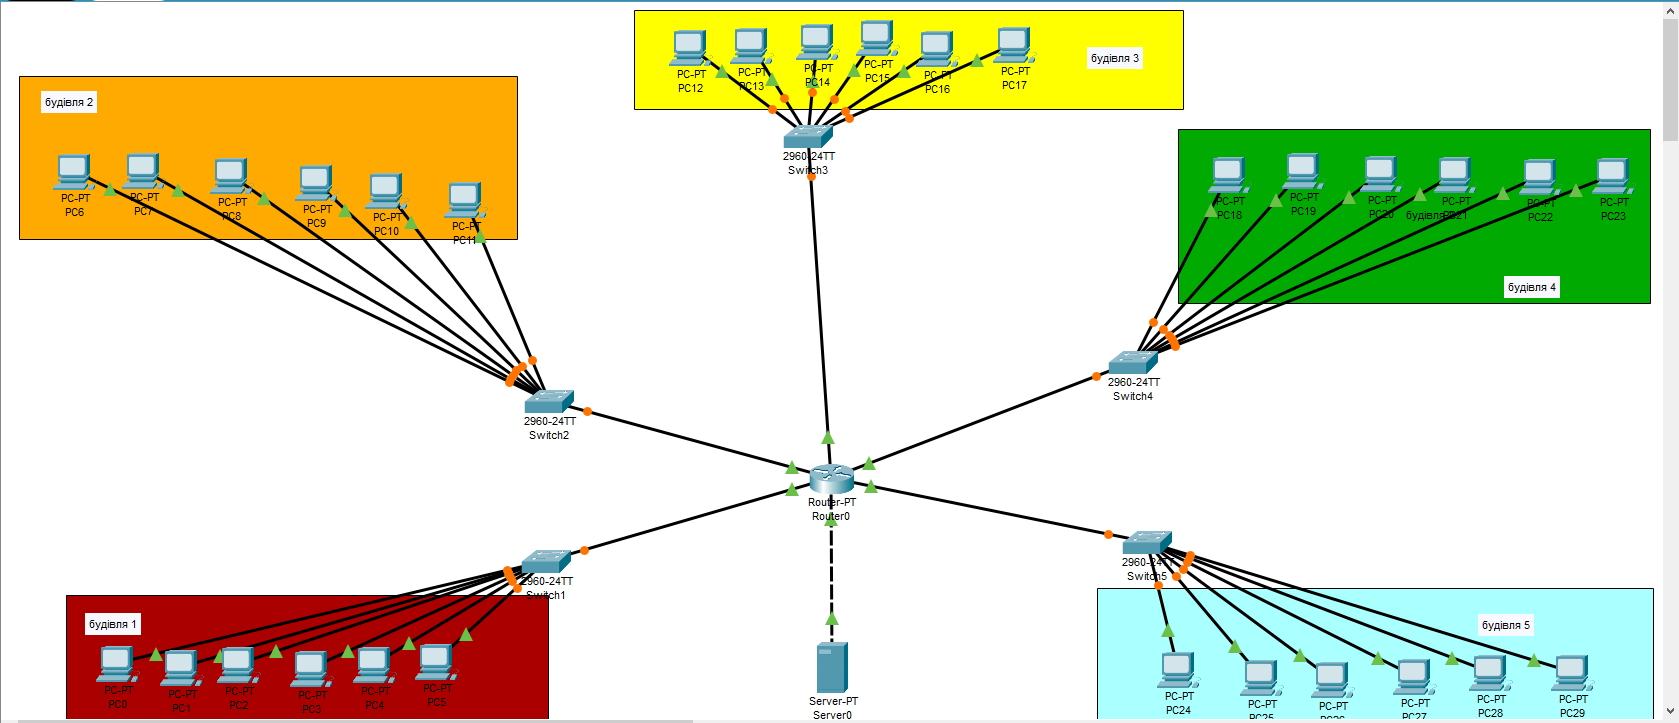 будівля 3
PC-PT
PC12
PC-PT
PC13
PC-PT
PC14
PC-PT
PC15
PC-PT
PC16
PC-PT
PC17
2960-24TT
Switch3
будівля 2
PC-PT
PC6
PC-PT
PC7
PC-PT
PC8
PC-PT
PC9
PC-PT
PC10
PC-PT
PC11
2960-24TT
Switch2
PC-PT
PC18
PC-PT
PC19
PC-PT
PC20
PC-PT
PC21
PC-PT
PC22
PC-PT
PC23
будівля
будівля 4
2960-24TT
Switch4
Router-PT
Router0
2960-24TT
Switch1
2960-24TT
Switch5
будівля 1
PC-PT
PC0
PC-PT
PC1
PC-PT
PC2
PC-PT
PC3
PC-PT
PC4
PC-PT
PC5
Server-PT
Server0
будівля 5
PC-PT
PC24
PC-PT
PC25
PC-PT
PC26
PC-PT
PC27
PC-PT
PC28
PC-PT
PC29